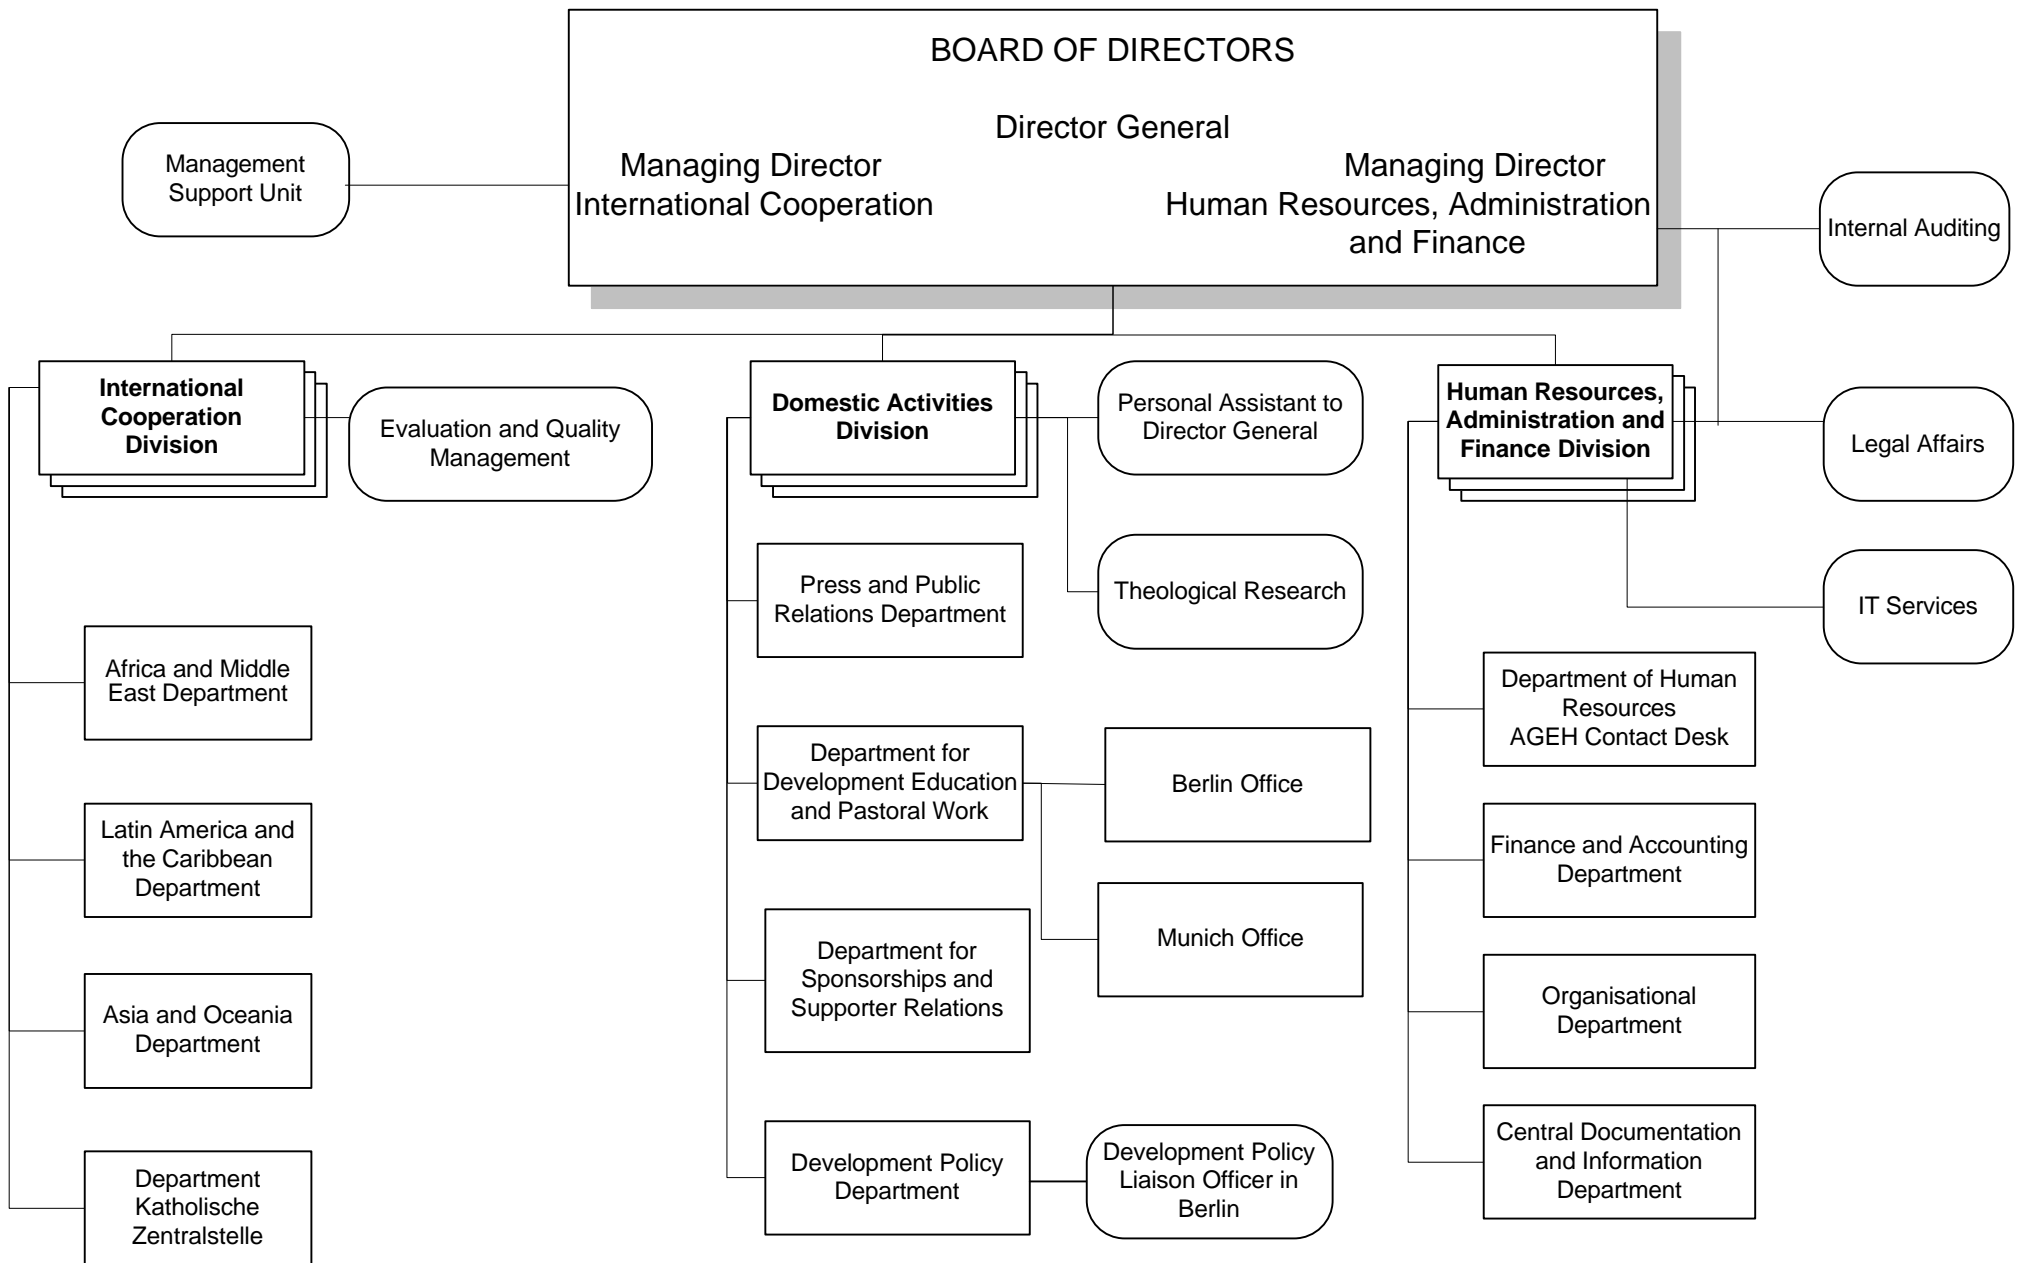 BOARD OF DIRECTORS
Director General
Managing Director
International Cooperation
Managing Director
Human Resources, Administration
and Finance
Management
Support Unit
Internal Auditing
International
Cooperation
Division
Evaluation and Quality
Management
Domestic Activities
Division
Personal Assistant to
Director General
Human Resources,
Administration and
Finance Division
Legal Affairs
Press and Public
Relations Department
Theological Research
IT Services
Africa and Middle
East Department
Department of Human
Resources
AGEH Contact Desk
Department for
Development Education
and Pastoral Work
Berlin Office
Latin America and
the Caribbean
Department
Finance and Accounting
Department
Munich Office
Department for
Sponsorships and
Supporter Relations
Asia and Oceania
Department
Organisational
Department
Department
Katholische
Zentralstelle
Development Policy
Department
Development Policy
Liaison Officer in
Berlin
Central Documentation
and Information
Department